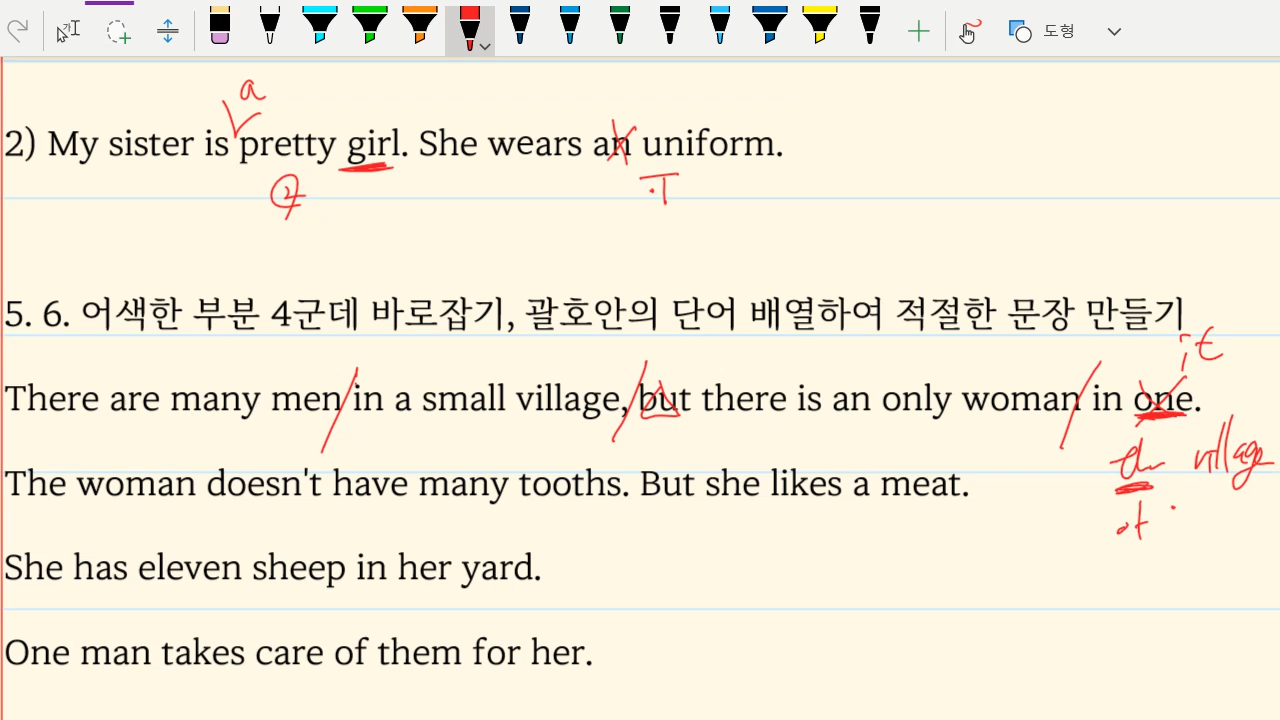 도형
a
2) My sister is pretty girl. She wears an uniform.
5. 6. 어색한 부분 4군데 바로잡기, 괄호안의 단어 배열하여 적절한 문장 만들기
it
There are many men in a small village, but there is an only woman in one.
village
The woman doesn't have many tooths. But she likes a meat.
She has eleven sheep in her yard.
One man takes care of them for her.